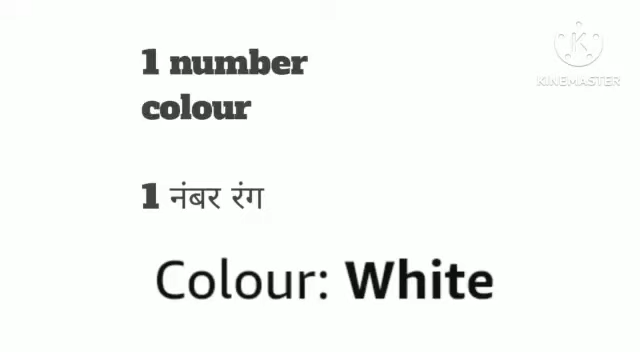 1 number
colour
1 नंबर रंग
Colour: White
KINEMASTER